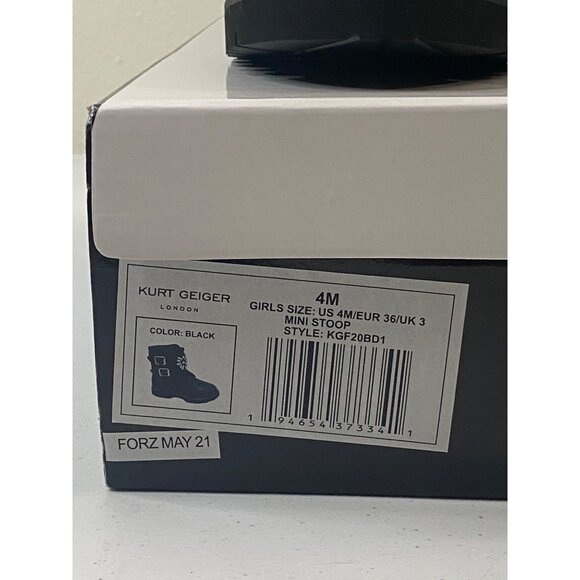 KURT GEIGER
LONDON
COLOR: BLACK
4M
GIRLS SIZE: US 4M/EUR 36/UK 3
MINI STOOP
STYLE: KGF20BD1
1 94654 37334 1
FORZ MAY 21